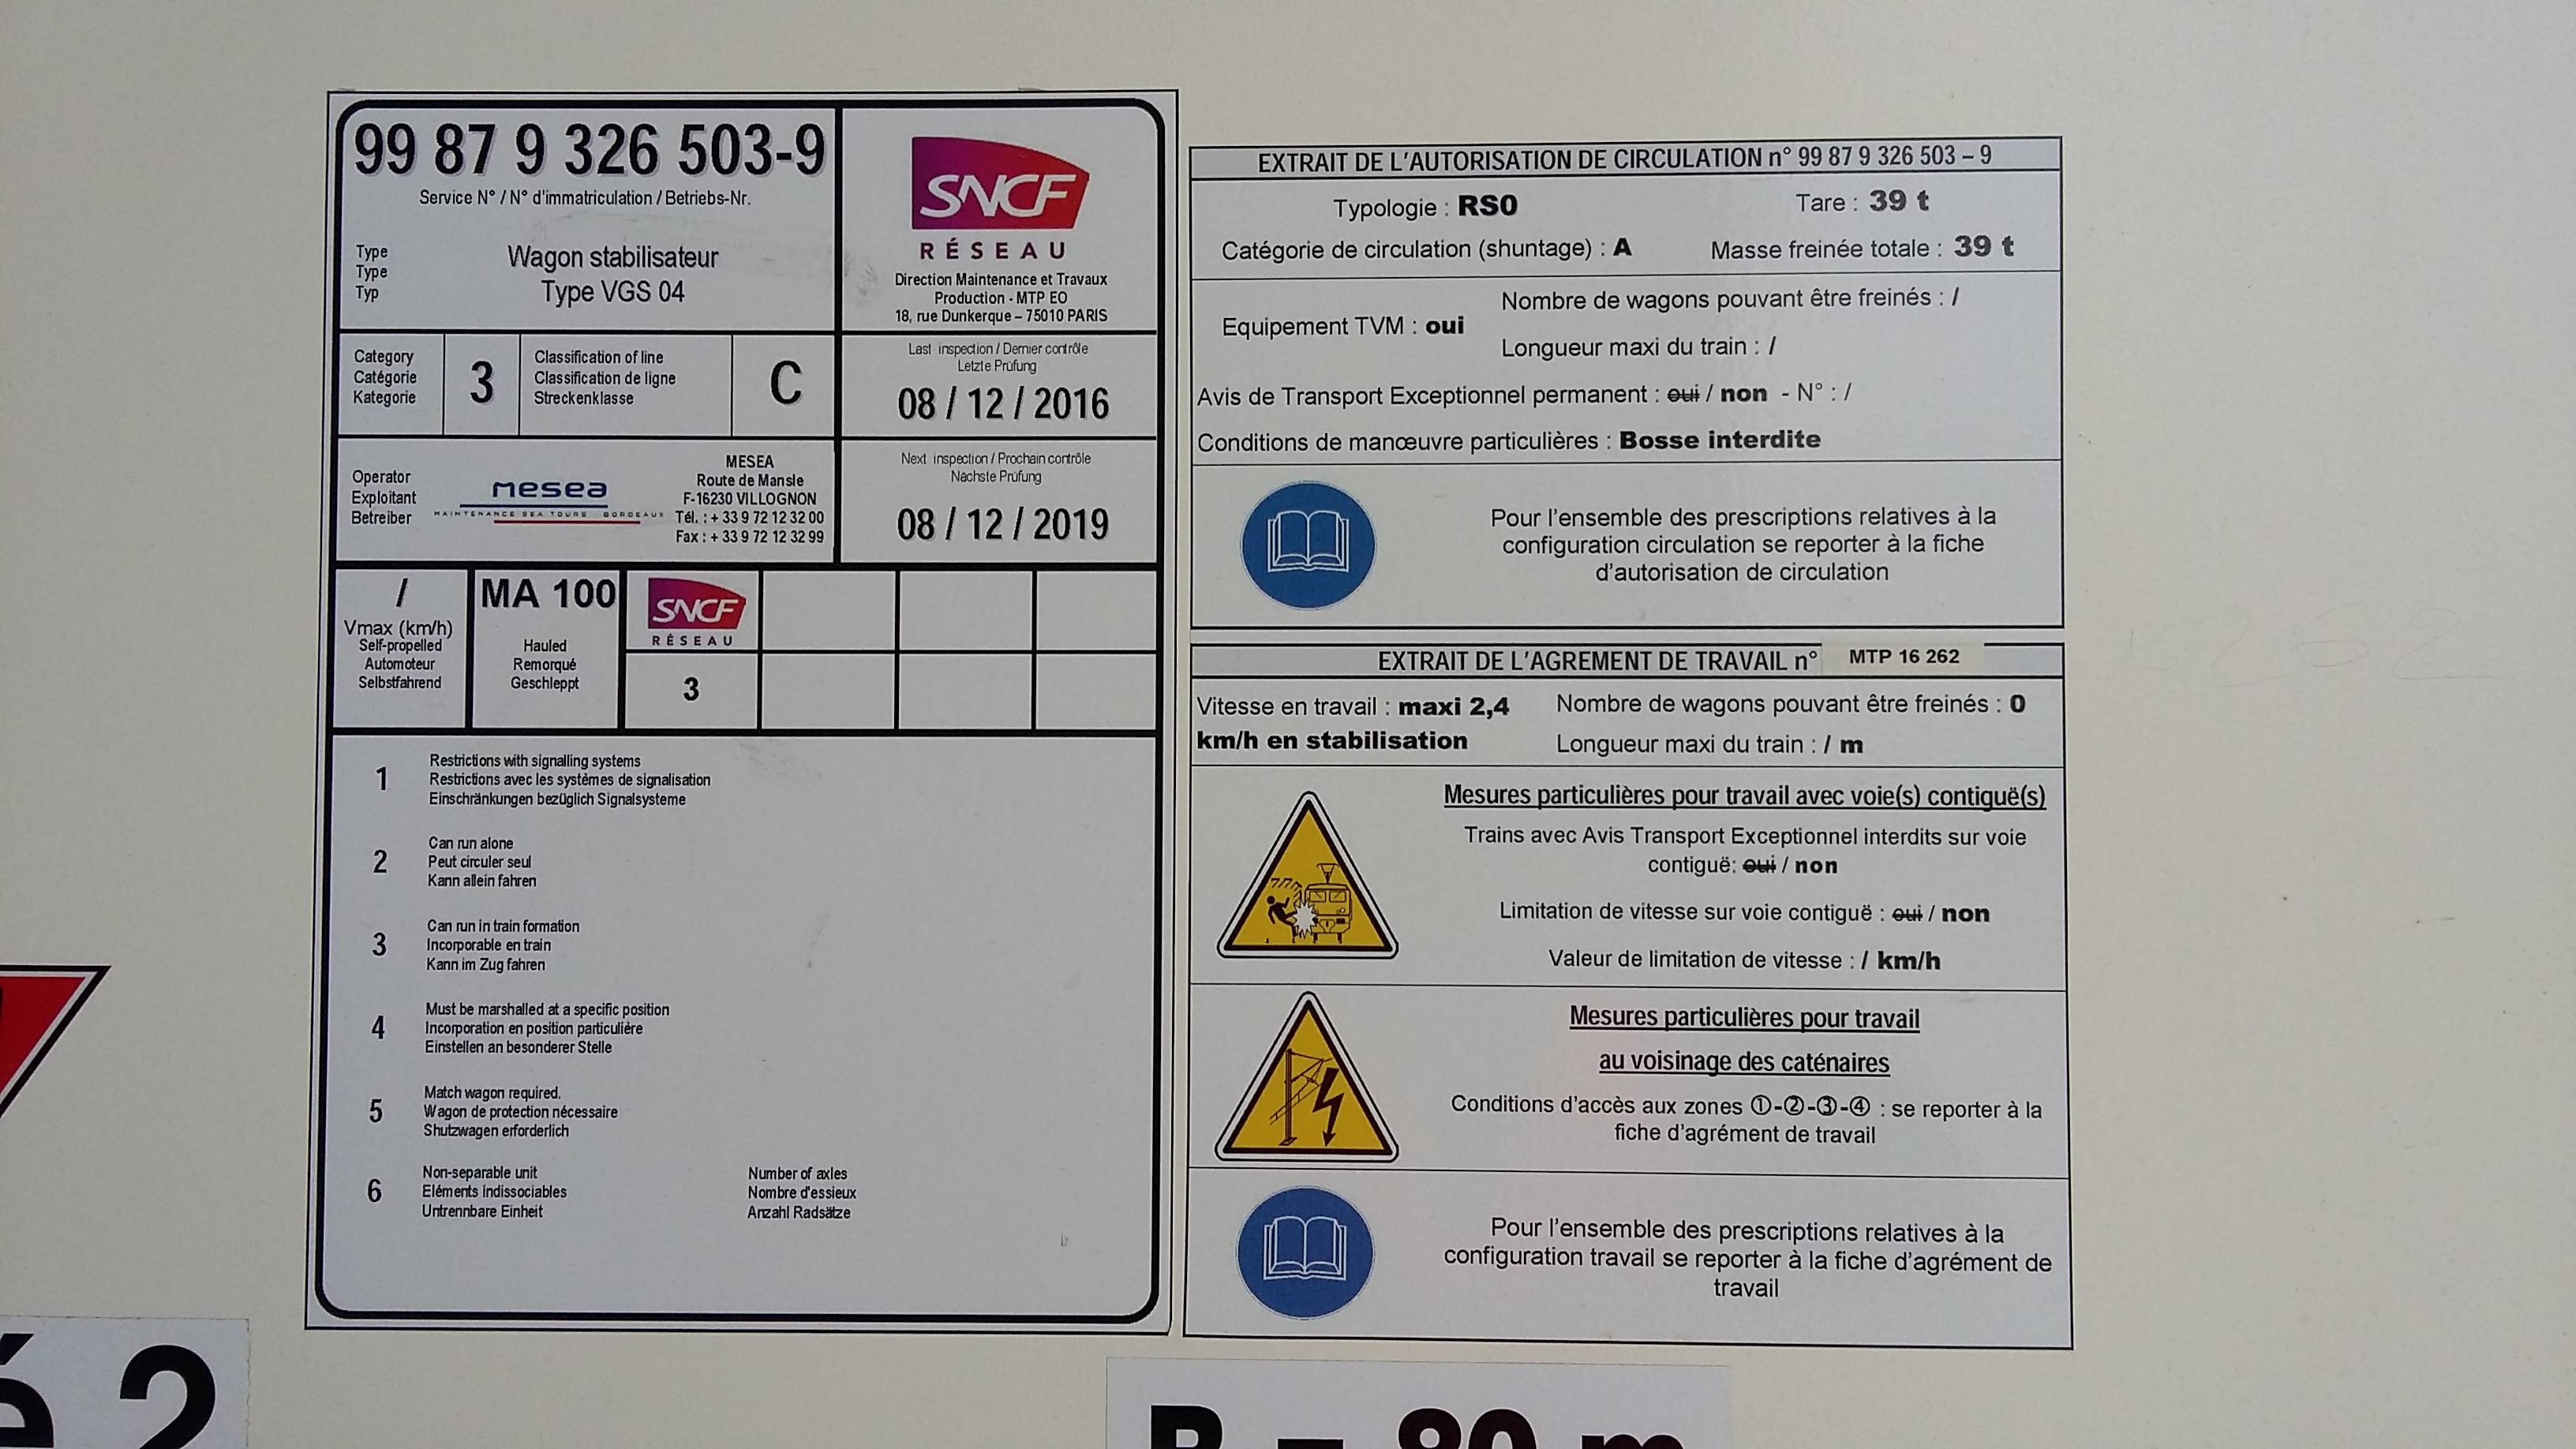 99 87 9 326 503-9
Service N° / N° d'immatriculation / Betriebs-Nr.
Type
Type
Typ
Wagon stabilisateur
Type VGS 04
SNCF
RÉSEAU
Direction Maintenance et Travaux
Production - MTP EO
18, rue Dunkerque – 75010 PARIS
Category
Catégorie
Kategorie
3
Classification of line
Classification de ligne
Streckenklasse
C
Last inspection / Dernier contrôle
Letzte Prüfung
08 / 12 / 2016
Operator
Exploitant
Betreiber
mesea
MAINTENANCE SEA TOURS - BORDEAUX
MESEA
Route de Mansle
F-16230 VILLOGNON
Tél. : + 33 9 72 12 32 00
Fax : + 33 9 72 12 32 99
Next inspection / Prochain contrôle
Nächste Prüfung
08 / 12 / 2019
/
Vmax (km/h)
Self-propelled
Automoteur
Selbstfahrend
MA 100
Hauled
Remorqué
Geschleppt
SNCF
RÉSEAU
3
1
Restrictions with signalling systems
Restrictions avec les systèmes de signalisation
Einschränkungen bezüglich Signalsysteme
2
Can run alone
Peut circuler seul
Kann allein fahren
3
Can run in train formation
Incorporable en train
Kann im Zug fahren
4
Must be marshalled at a specific position
Incorporation en position particulière
Einstellen an besonderer Stelle
5
Match wagon required.
Wagon de protection nécessaire
Shutzwagen erforderlich
6
Non-separable unit
Eléments indissociables
Untrennbare Einheit
Number of axles
Nombre d'essieux
Anzahl Radsätze
EXTRAIT DE L'AUTORISATION DE CIRCULATION n° 99 87 9 326 503 – 9
Typologie : RS0
Tare : 39 t
Catégorie de circulation (shuntage) : A
Masse freinée totale : 39 t
Equipement TVM : oui
Nombre de wagons pouvant être freinés : /
Longueur maxi du train : /
Avis de Transport Exceptionnel permanent : oui / non - N° : /
Conditions de manœuvre particulières : Bosse interdite
Pour l'ensemble des prescriptions relatives à la
configuration circulation se reporter à la fiche
d'autorisation de circulation
EXTRAIT DE L'AGREMENT DE TRAVAIL n° MTP 16 262
Vitesse en travail : maxi 2,4
km/h en stabilisation
Nombre de wagons pouvant être freinés : 0
Longueur maxi du train : / m
Mesures particulières pour travail avec voie(s) contiguë(s)
Trains avec Avis Transport Exceptionnel interdits sur voie
contiguë: oui / non
Limitation de vitesse sur voie contiguë : oui / non
Valeur de limitation de vitesse : / km/h
Mesures particulières pour travail
au voisinage des caténaires
Conditions d'accès aux zones ①-②-③-④ : se reporter à la
fiche d'agrément de travail
Pour l'ensemble des prescriptions relatives à la
configuration travail se reporter à la fiche d'agrément de
travail
é 2
R = 80 m